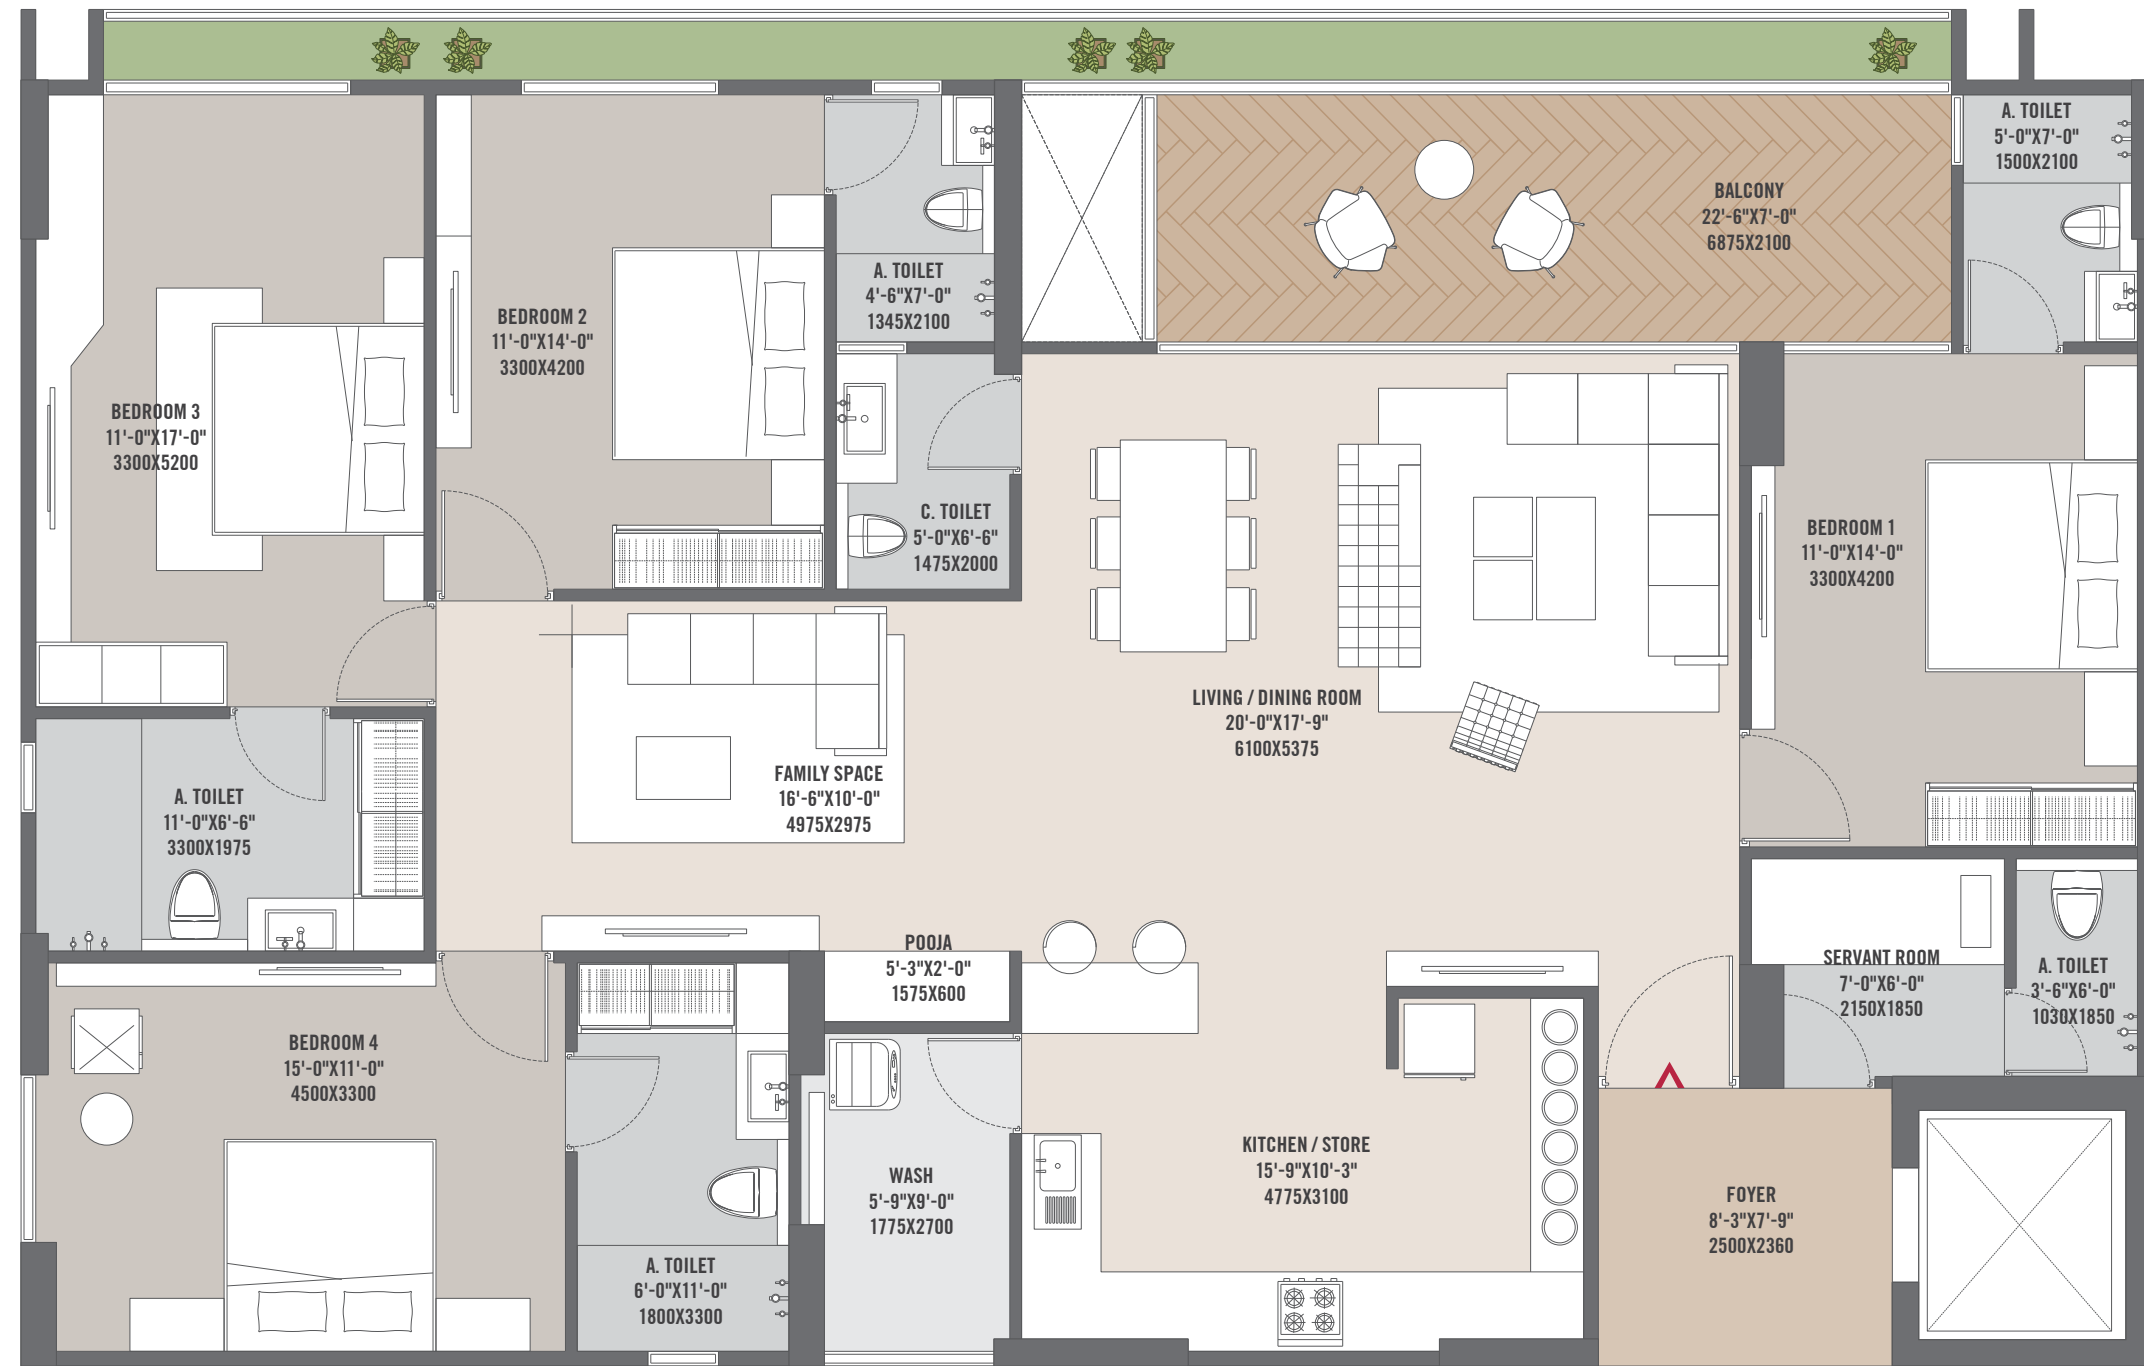 A. TOILET
5'-0"X7'-0"
1500X2100
BALCONY
22'-6"X7'-0"
6875X2100
A. TOILET
4'-6"X7'-0"
1345X2100
BEDROOM 2
11'-0"X14'-0"
3300X4200
BEDROOM 3
11'-0"X17'-0"
3300X5200
C. TOILET
5'-0"X6'-6"
1475X2000
BEDROOM 1
11'-0"X14'-0"
3300X4200
LIVING / DINING ROOM
20'-0"X17'-9"
6100X5375
FAMILY SPACE
16'-6"X10'-0"
4975X2975
A. TOILET
11'-0"X6'-6"
3300X1975
POOJA
5'-3"X2'-0"
1575X600
SERVANT ROOM
7'-0"X6'-0"
2150X1850
A. TOILET
3'-6"X6'-0"
1030X1850
BEDROOM 4
15'-0"X11'-0"
4500X3300
KITCHEN / STORE
15'-9"X10'-3"
4775X3100
WASH
5'-9"X9'-0"
1775X2700
FOYER
8'-3"X7'-9"
2500X2360
A. TOILET
6'-0"X11'-0"
1800X3300